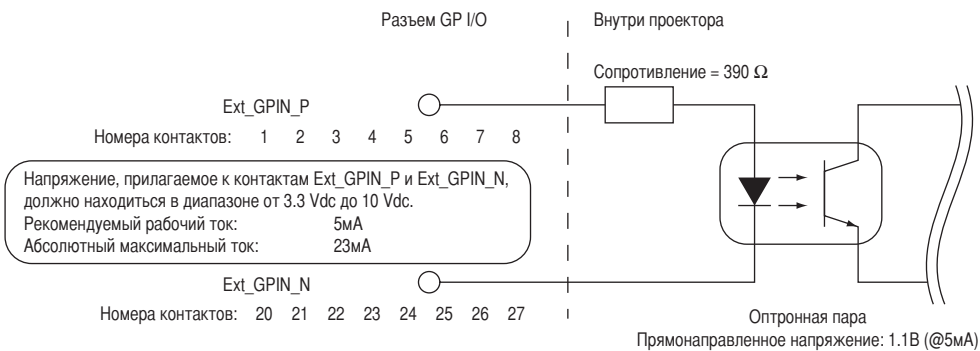 Разъем GP I/O
Внутри проектора
Сопротивление = 390 Ω
Ext_GPIN_P
Номера контактов: 1 2 3 4 5 6 7 8
Напряжение, прилагаемое к контактам Ext_GPIN_P и Ext_GPIN_N,
должно находиться в диапазоне от 3.3 Vdc до 10 Vdc.
Рекомендуемый рабочий ток: 5мА
Абсолютный максимальный ток: 23мА
Ext_GPIN_N
Номера контактов: 20 21 22 23 24 25 26 27
Оптронная пара
Прямонаправленное напряжение: 1.1В (@5мА)